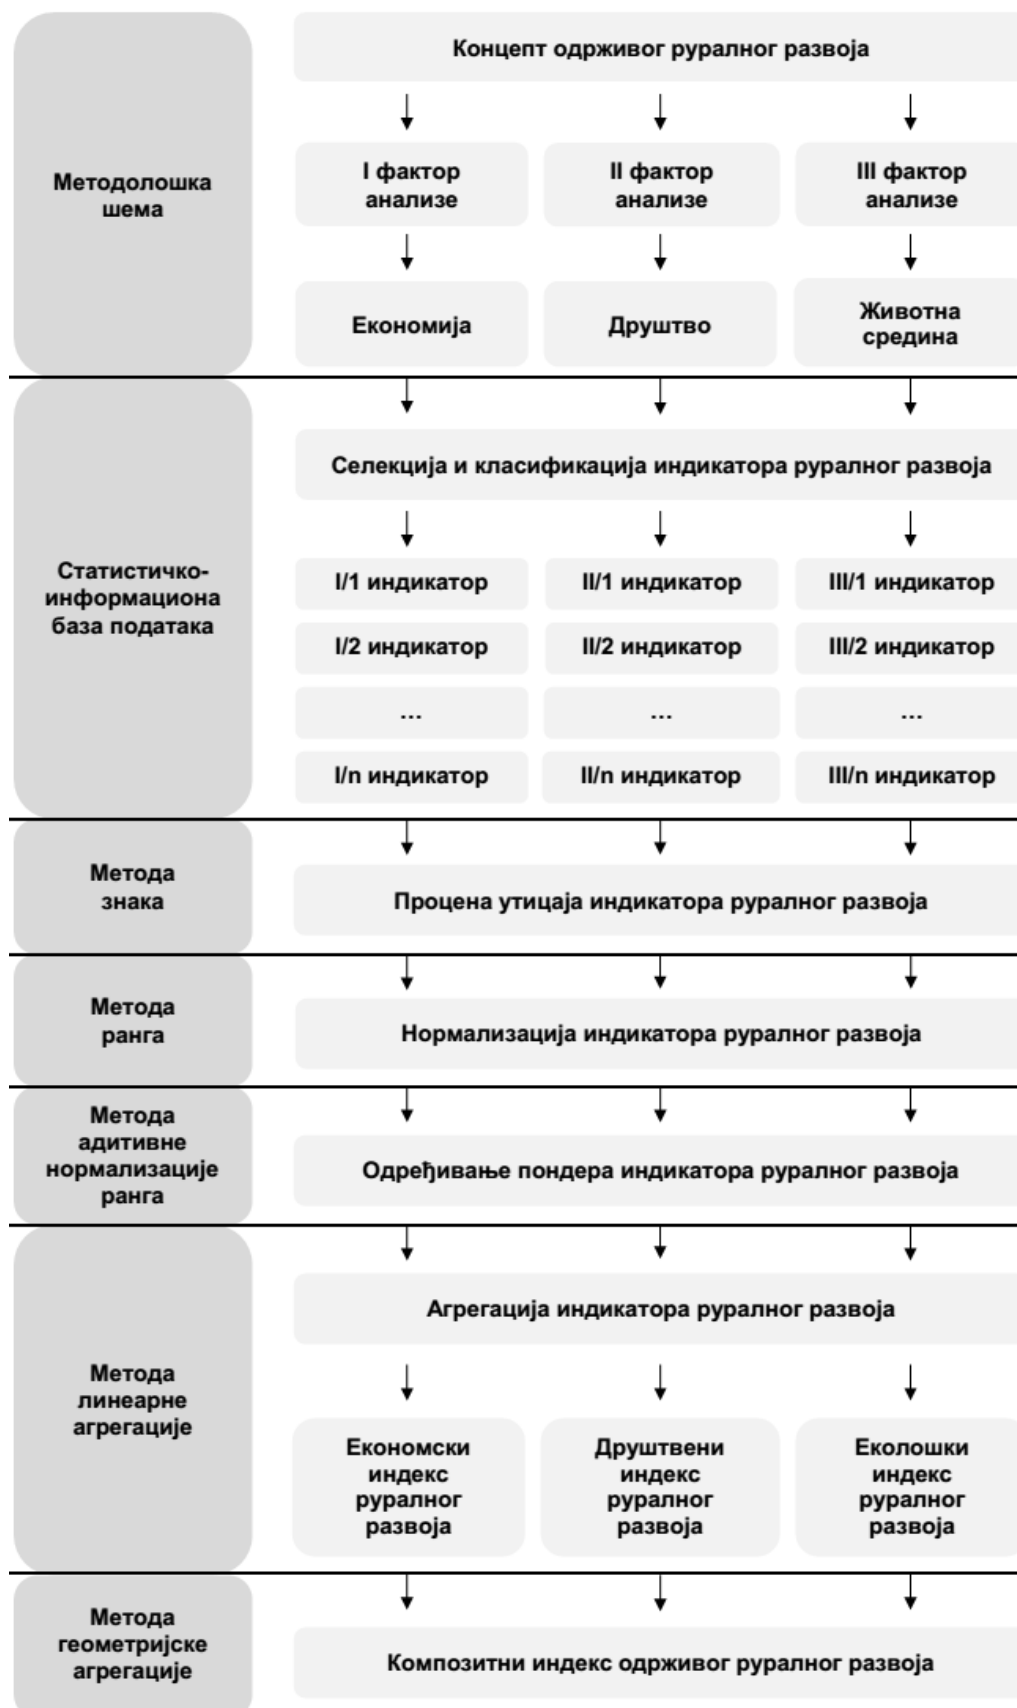 Концепт одрживог руралног развоја
Методолошка
шема
I фактор
анализе
II фактор
анализе
III фактор
анализе
Економија
Друштво
Животна
средина
Статистичко-
информациона
база података
Селекција и класификација индикатора руралног развоја
I/1 индикатор
II/1 индикатор
III/1 индикатор
I/2 индикатор
II/2 индикатор
III/2 индикатор
...
...
...
I/n индикатор
II/n индикатор
III/n индикатор
Метода
знака
Процена утицаја индикатора руралног развоја
Метода
ранга
Нормализација индикатора руралног развоја
Метода
адитивне
нормализације
ранга
Одређивање пондера индикатора руралног развоја
Метода
линеарне
агрегације
Агрегација индикатора руралног развоја
Економски
индекс
руралног
развоја
Друштвени
индекс
руралног
развоја
Еколошки
индекс
руралног
развоја
Метода
геометријске
агрегације
Композитни индекс одрживог руралног развоја